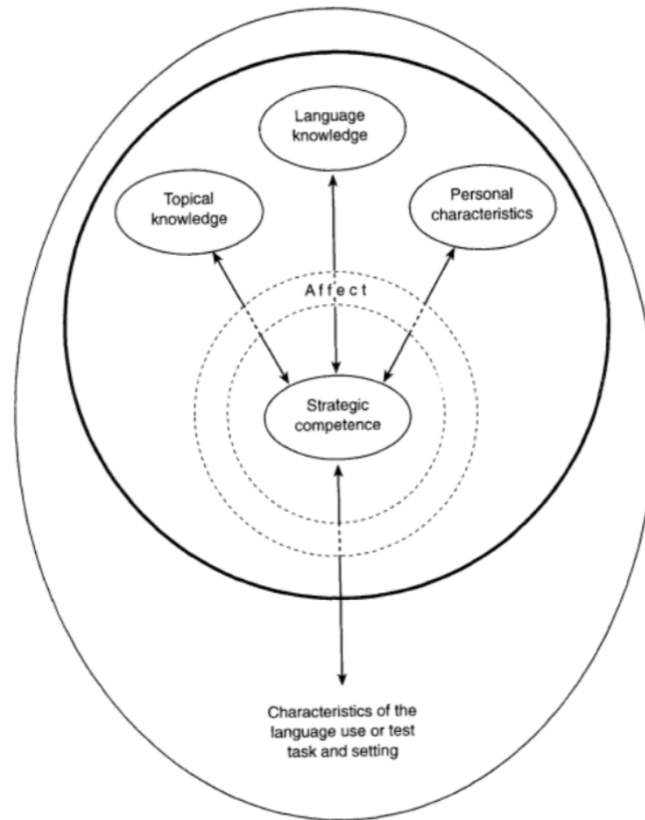 Language
knowledge
Topical
knowledge
Personal
characteristics
Affect
Strategic
competence
Characteristics of the
language use or test
task and setting